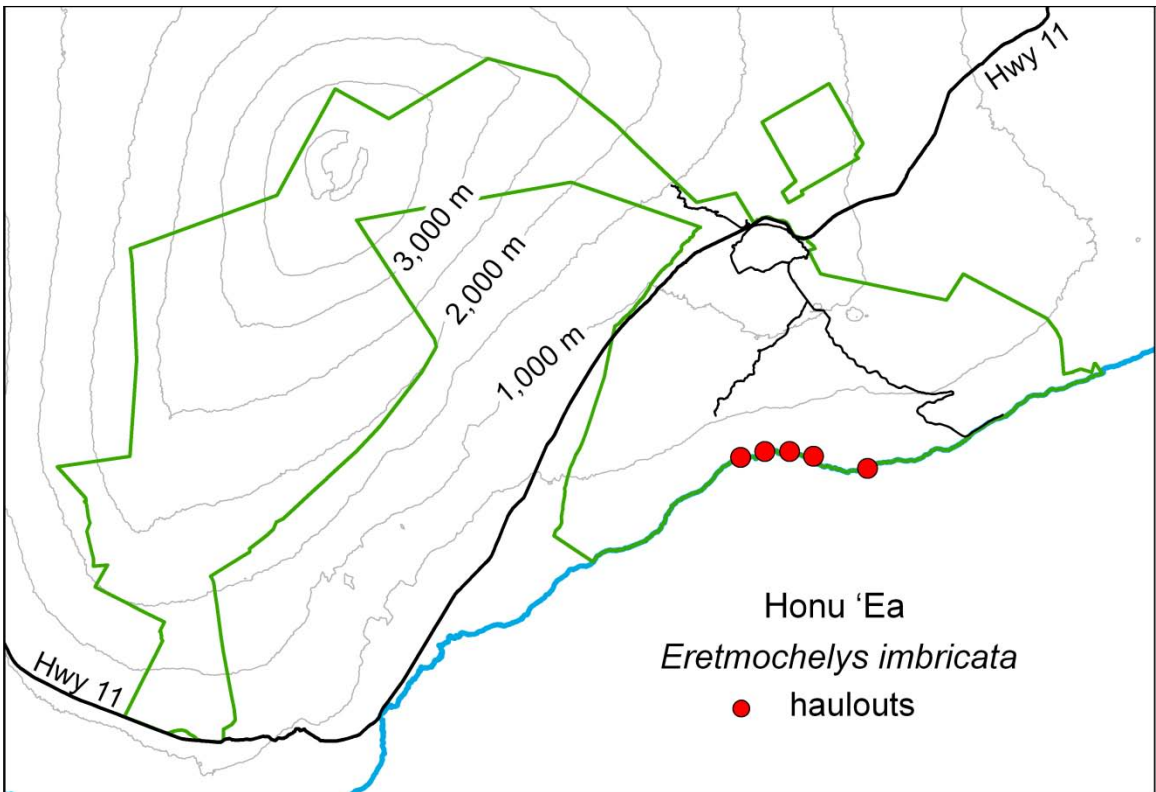 Hwy 11
3,000 m
2,000 m
1,000 m
Honu ‘Ea
Eretmochelys imbricata
haulouts
Hwy 11